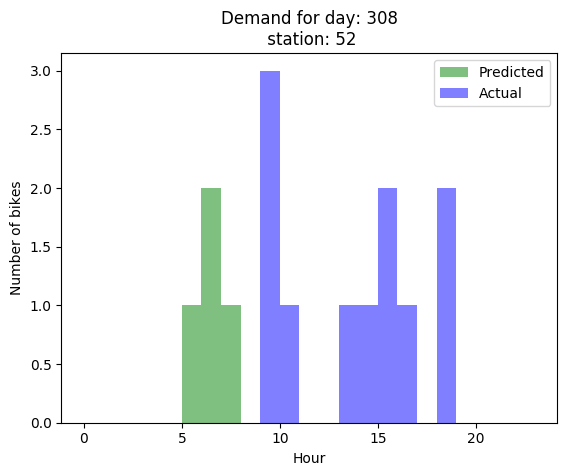 Demand for day: 308
station: 52
Predicted
Actual
Number of bikes
3.0
2.5
2.0
1.5
1.0
0.5
0.0
0
5
10
15
20
Hour